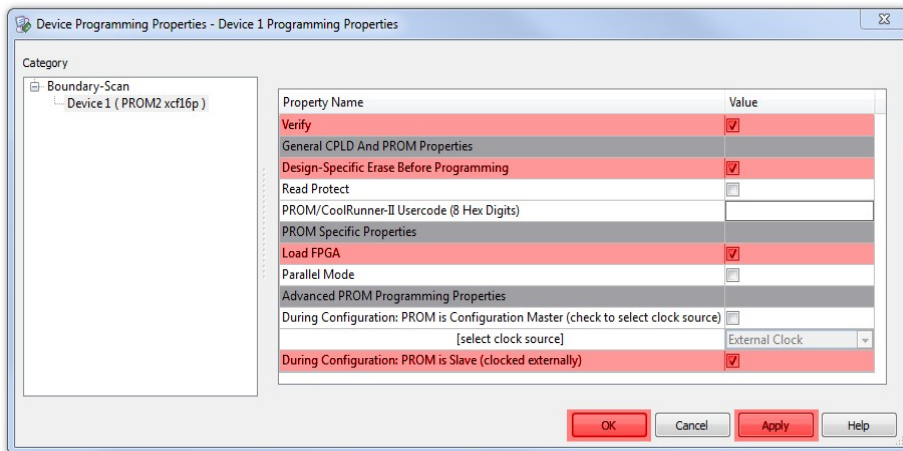 Device Programming Properties - Device 1 Programming Properties
Category
Boundary-Scan
Device 1 ( PROM2 xcf16p )
Property Name Value
Verify
General CPLD And PROM Properties
Design-Specific Erase Before Programming
Read Protect
PROM/CoolRunner-II Usercode (8 Hex Digits)
PROM Specific Properties
Load FPGA
Parallel Mode
Advanced PROM Programming Properties
During Configuration: PROM is Configuration Master (check to select clock source)
[select clock source] External Clock
During Configuration: PROM is Slave (clocked externally)
OK Cancel Apply Help